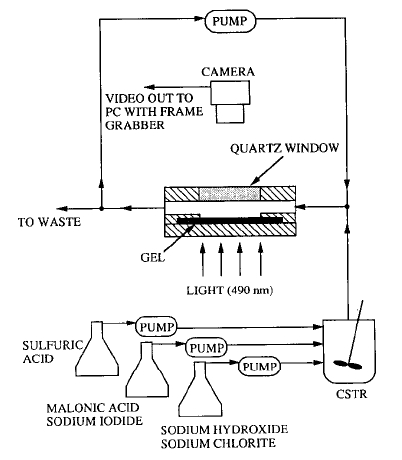 PUMP
CAMERA
VIDEO OUT TO
PC WITH FRAME
GRABBER
QUARTZ WINDOW
TO WASTE
GEL
LIGHT (490 nm)
PUMP
SULFURIC
ACID
PUMP
MALONIC ACID
SODIUM IODIDE
PUMP
SODIUM HYDROXIDE
SODIUM CHLORITE
CSTR